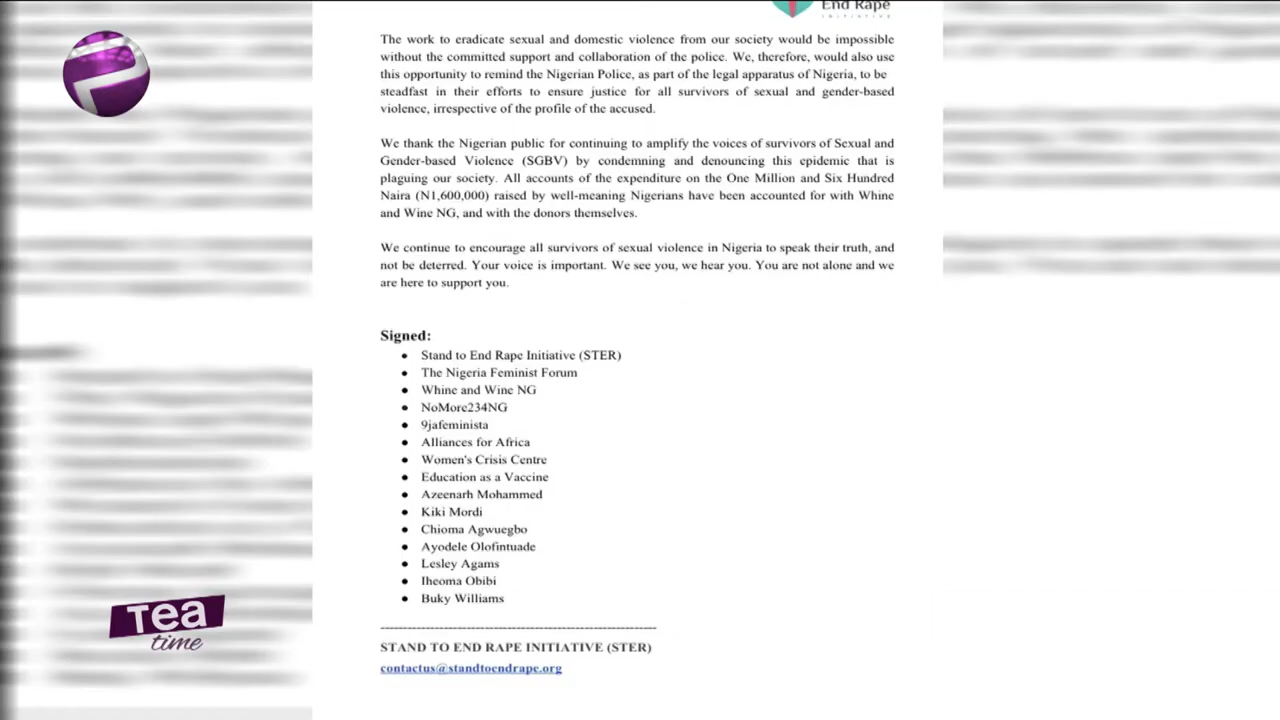 End Rape
INITIATIVE
The work to eradicate sexual and domestic violence from our society would be impossible
without the committed support and collaboration of the police. We, therefore, would also use
this opportunity to remind the Nigerian Police, as part of the legal apparatus of Nigeria, to be
steadfast in their efforts to ensure justice for all survivors of sexual and gender-based
violence, irrespective of the profile of the accused.
We thank the Nigerian public for continuing to amplify the voices of survivors of Sexual and
Gender-based Violence (SGBV) by condemning and denouncing this epidemic that is
plaguing our society. All accounts of the expenditure on the One Million and Six Hundred
Naira (N1,600,000) raised by well-meaning Nigerians have been accounted for with Whine
and Wine NG, and with the donors themselves.
We continue to encourage all survivors of sexual violence in Nigeria to speak their truth, and
not be deterred. Your voice is important. We see you, we hear you. You are not alone and we
are here to support you.
Signed:
● Stand to End Rape Initiative (STER)
● The Nigeria Feminist Forum
● Whine and Wine NG
● NoMore234NG
● 9jafeminista
● Alliances for Africa
● Women's Crisis Centre
● Education as a Vaccine
● Azeenarh Mohammed
● Kiki Mordi
● Chioma Agwuegbo
● Ayodele Olofintuade
● Lesley Agams
● Iheoma Obibi
● Buky Williams
STAND TO END RAPE INITIATIVE (STER)
contactus@standtoendrape.org
Tea
time